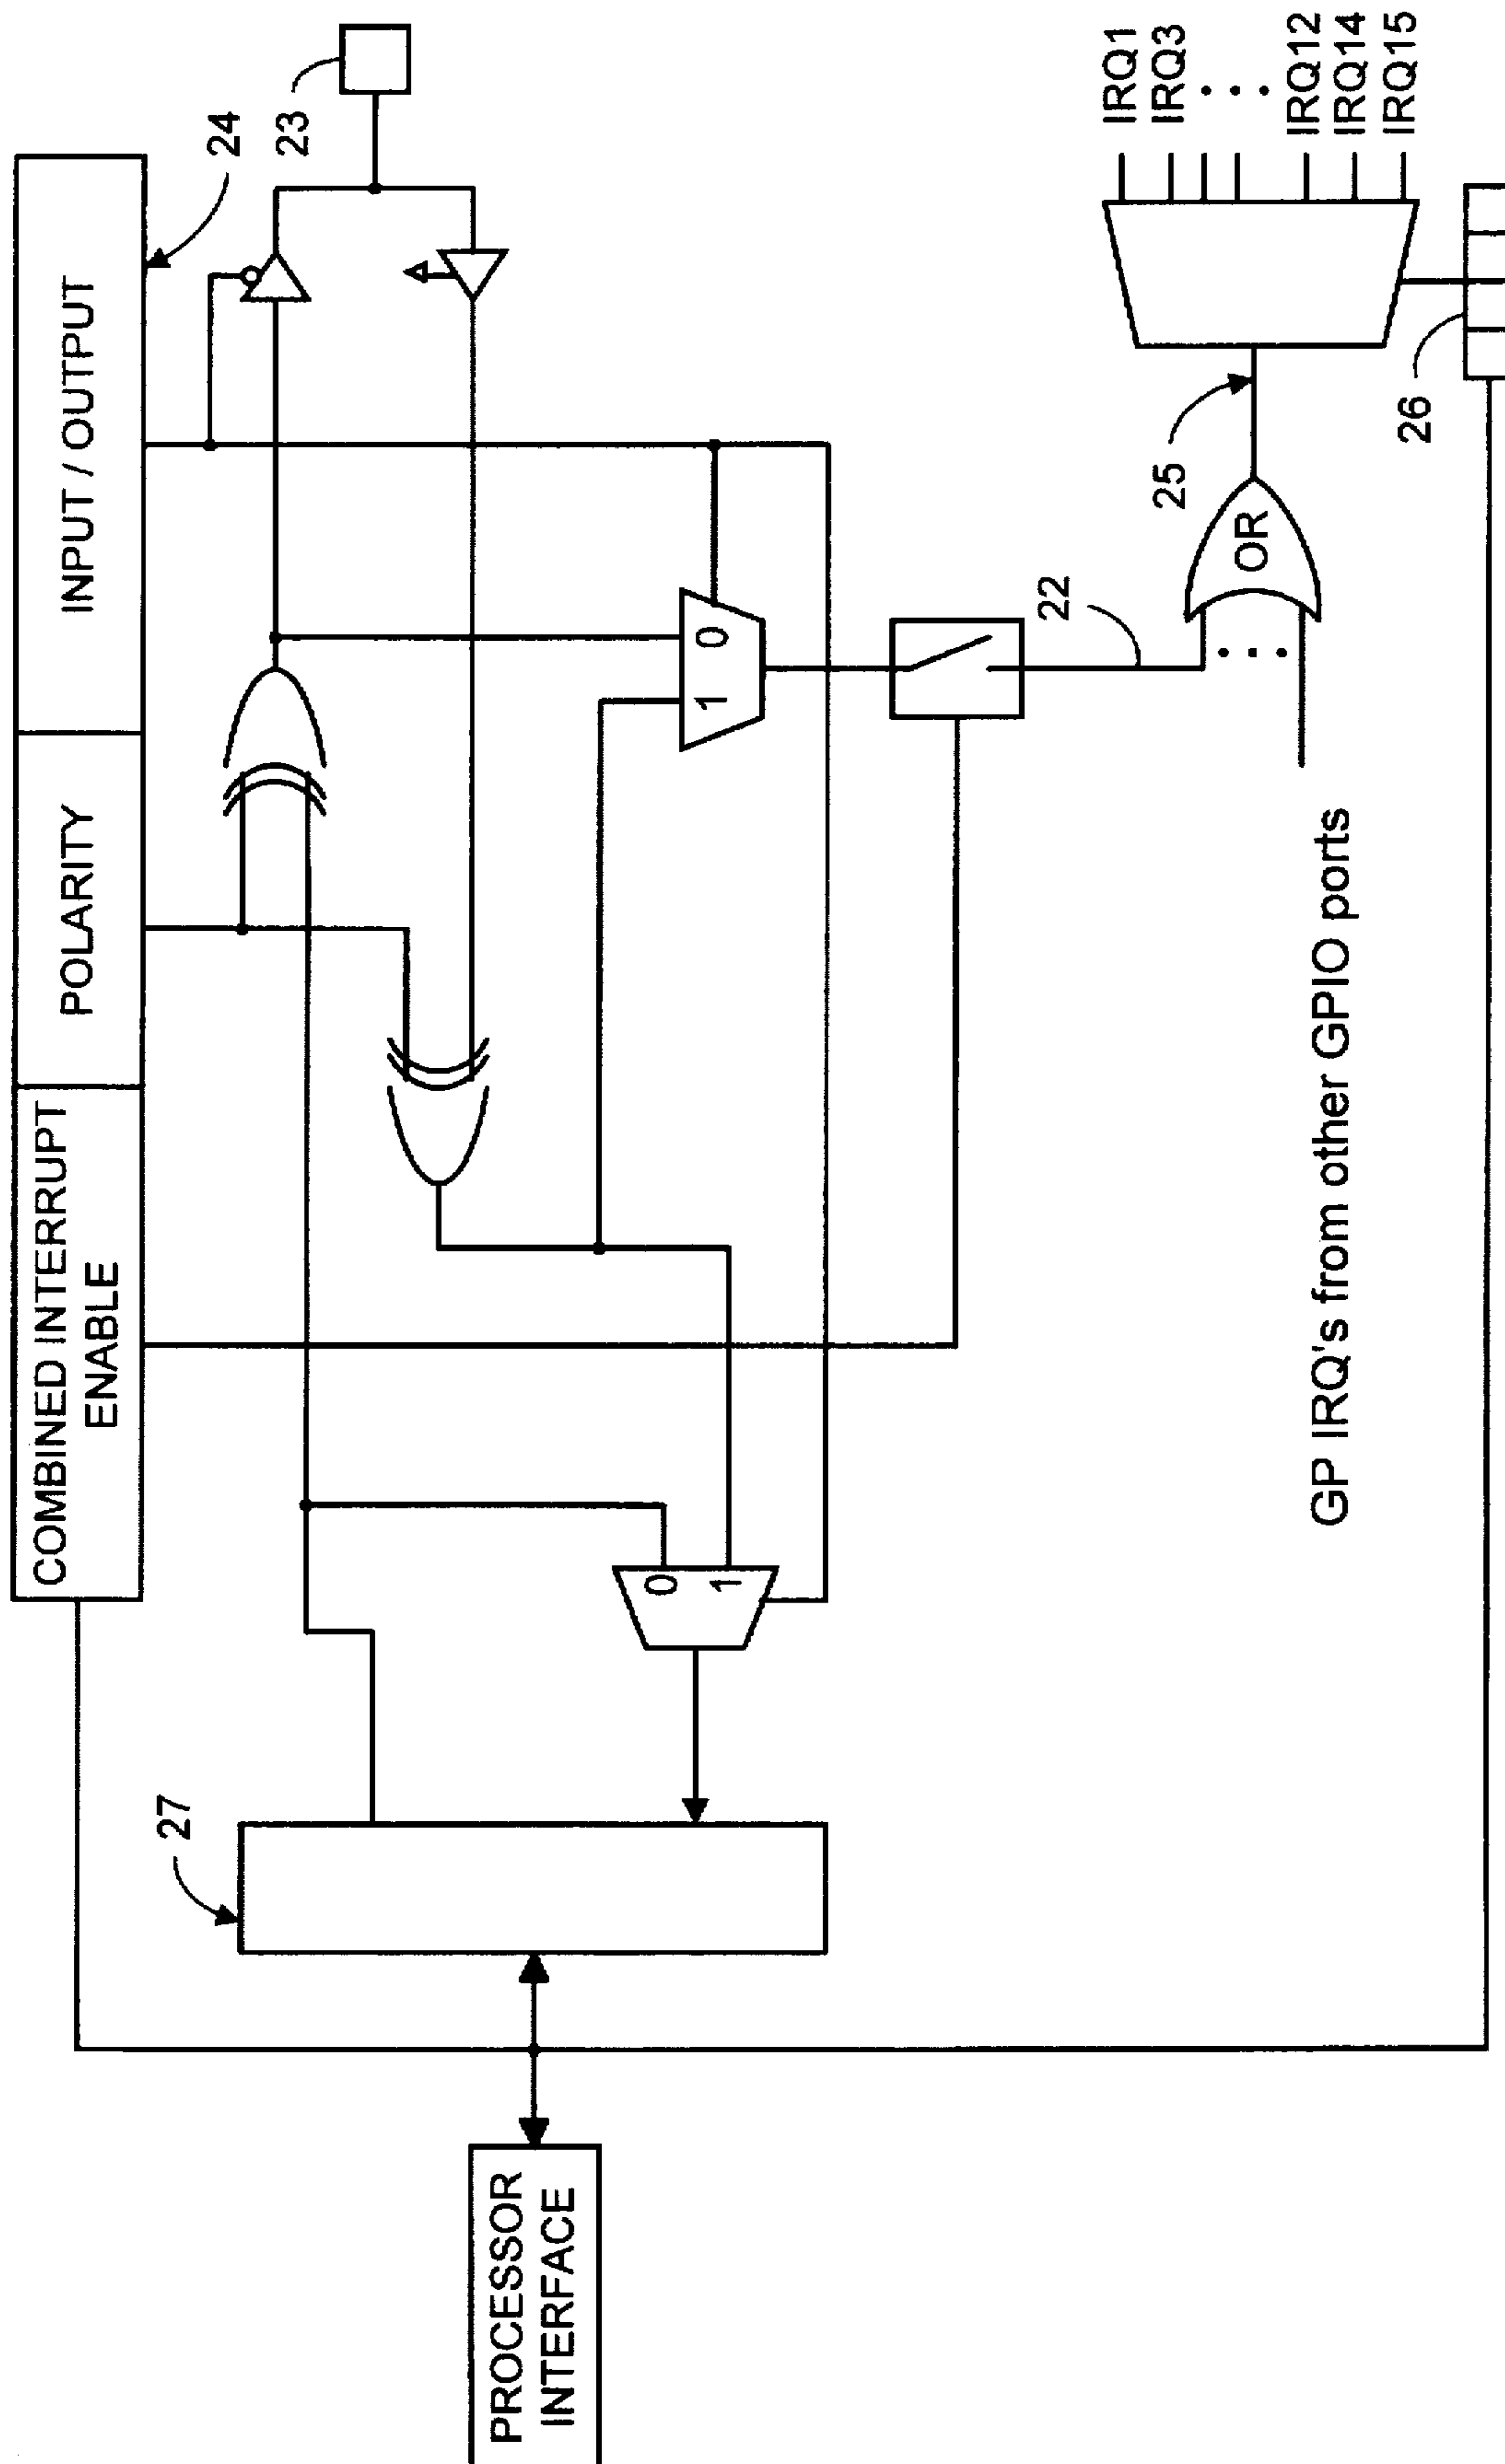 COMBINED INTERRUPT
ENABLE
POLARITY
INPUT / OUTPUT
24
23
27
0
1
1
0
PROCESSOR
INTERFACE
22
OR
25
IRQ1
IRQ3
IRQ12
IRQ14
IRQ15
26
GP IRQ's from other GPIO ports